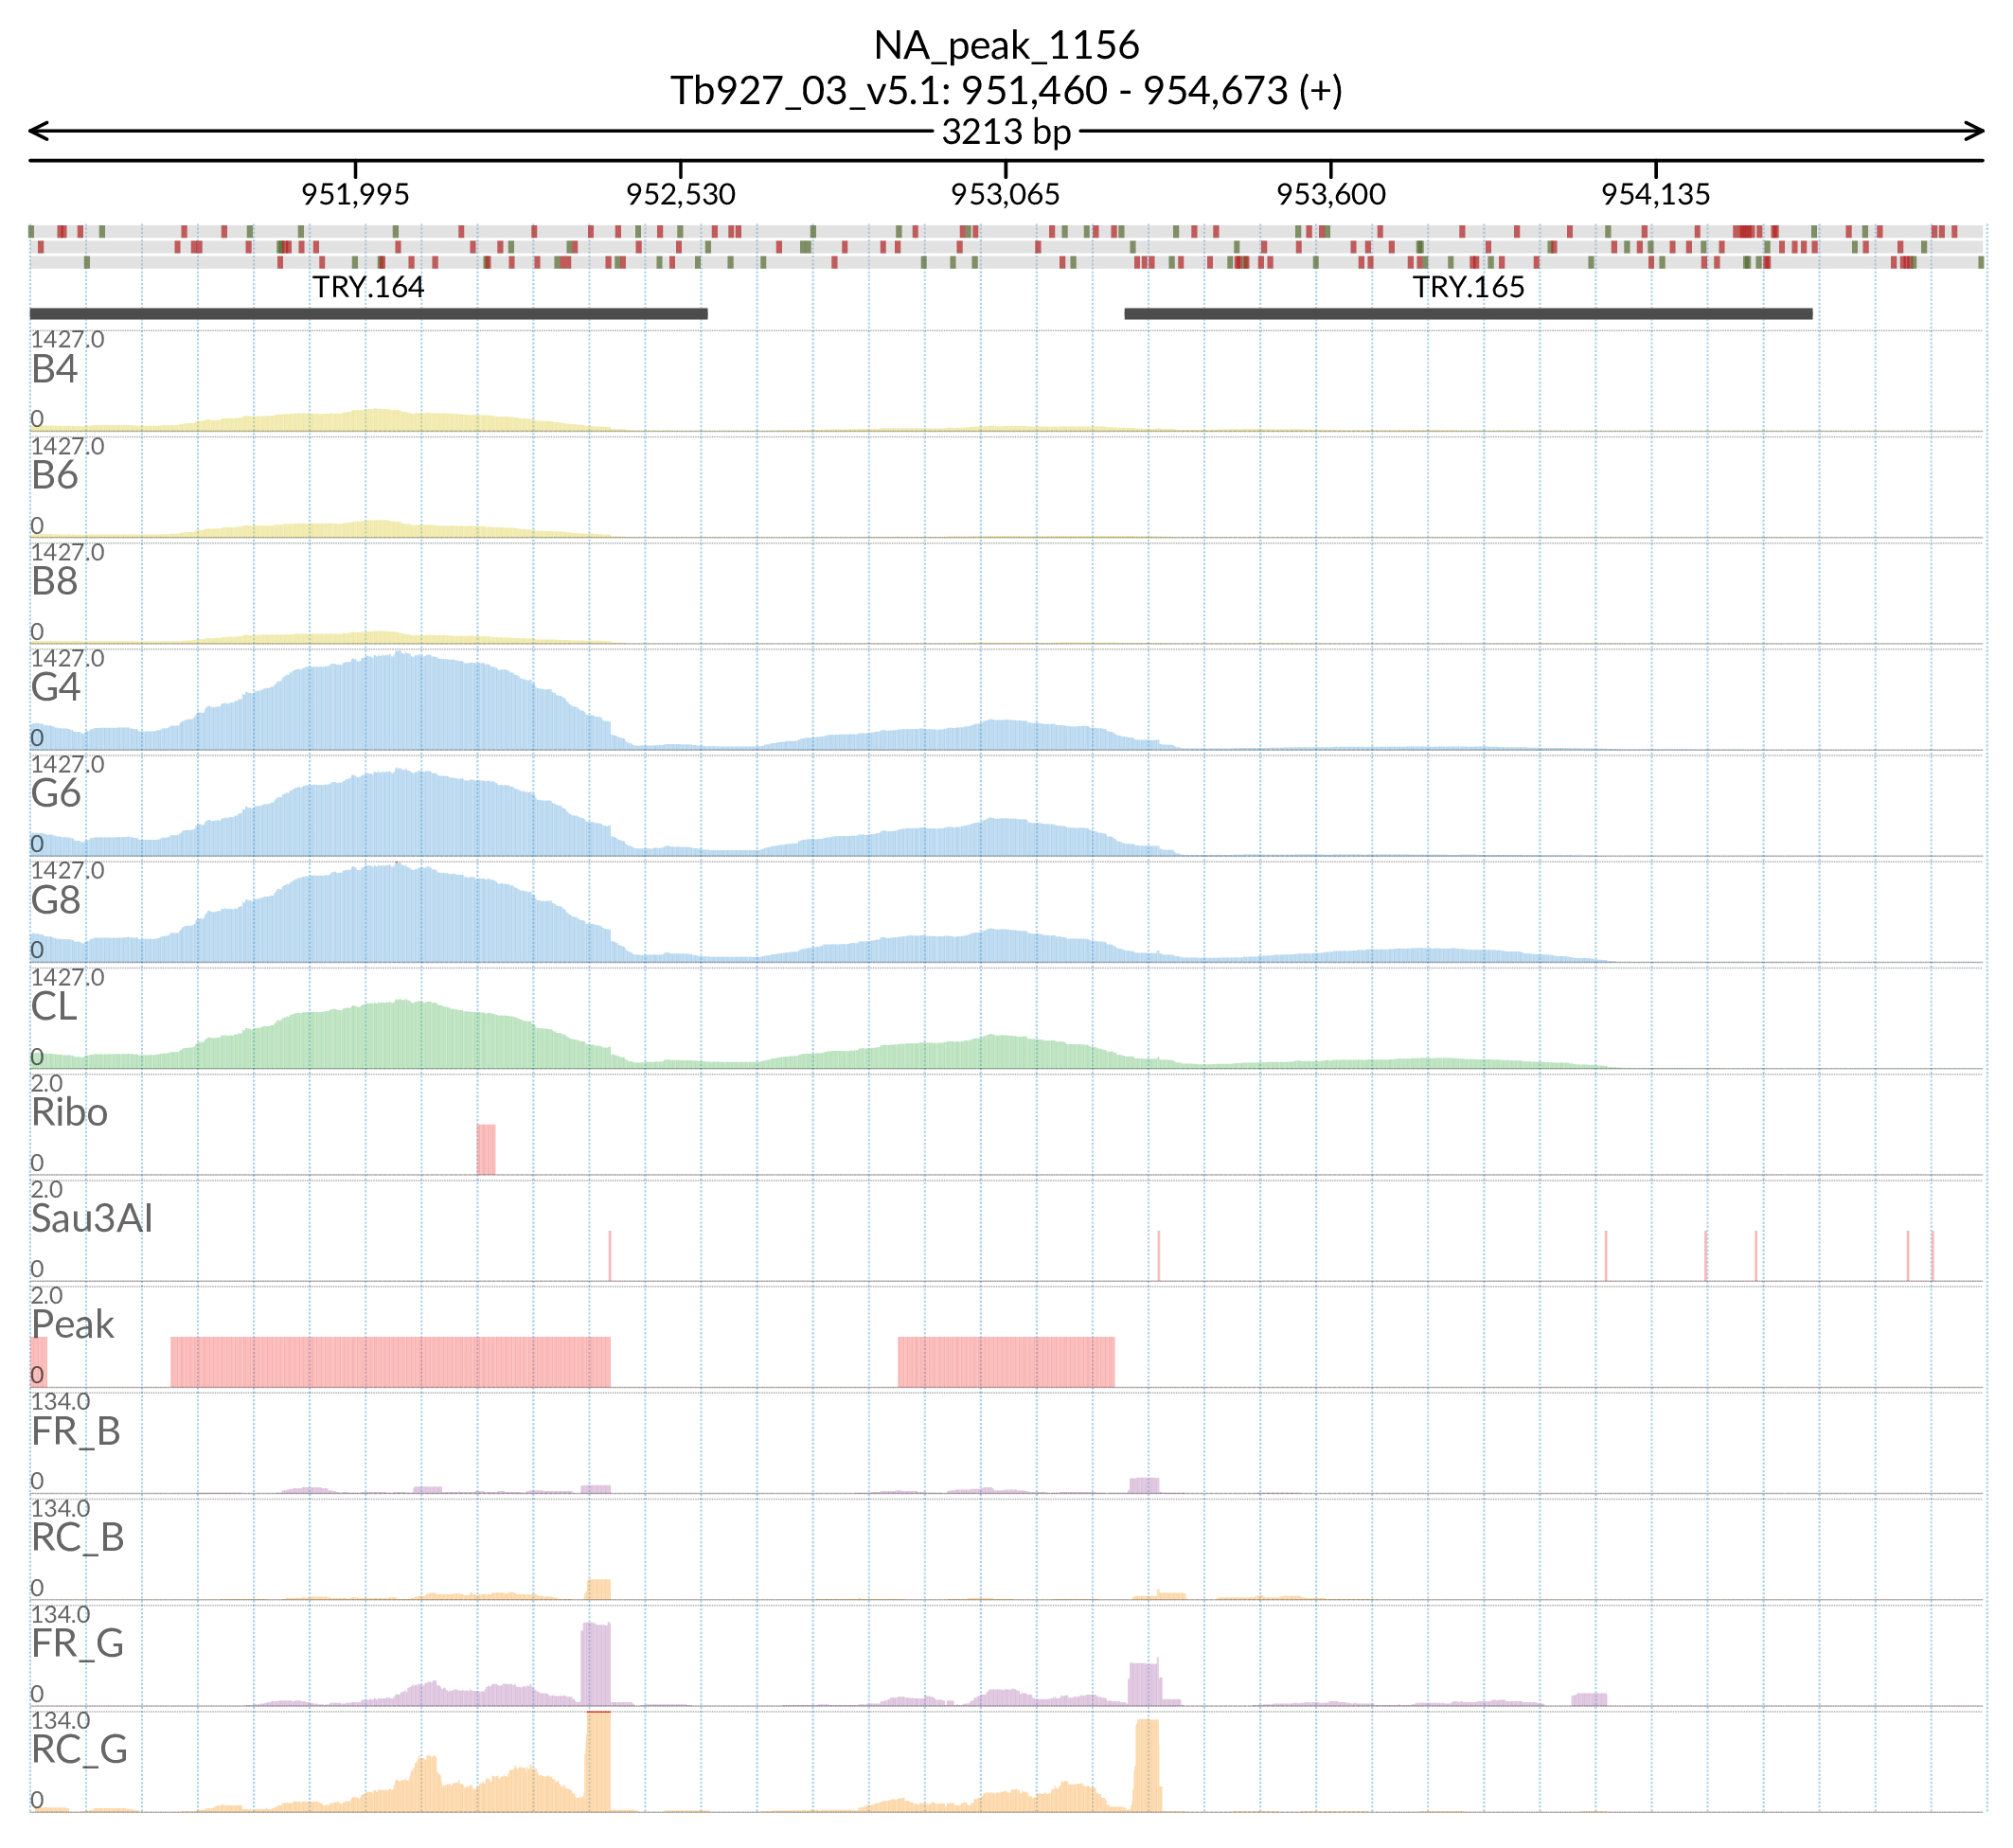 NA_peak_1156
Tb927_03_v5.1: 951,460 - 954,673 (+)
3213 bp
951,995 952,530 953,065 953,600 954,135
TRY.164 TRY.165
1427.0
B4
0
1427.0
B6
0
1427.0
B8
0
1427.0
G4
0
1427.0
G6
0
1427.0
G8
0
1427.0
CL
0
2.0
Ribo
0
2.0
Sau3AI
0
2.0
Peak
0
134.0
FR_B
0
134.0
RC_B
0
134.0
FR_G
0
134.0
RC_G
0